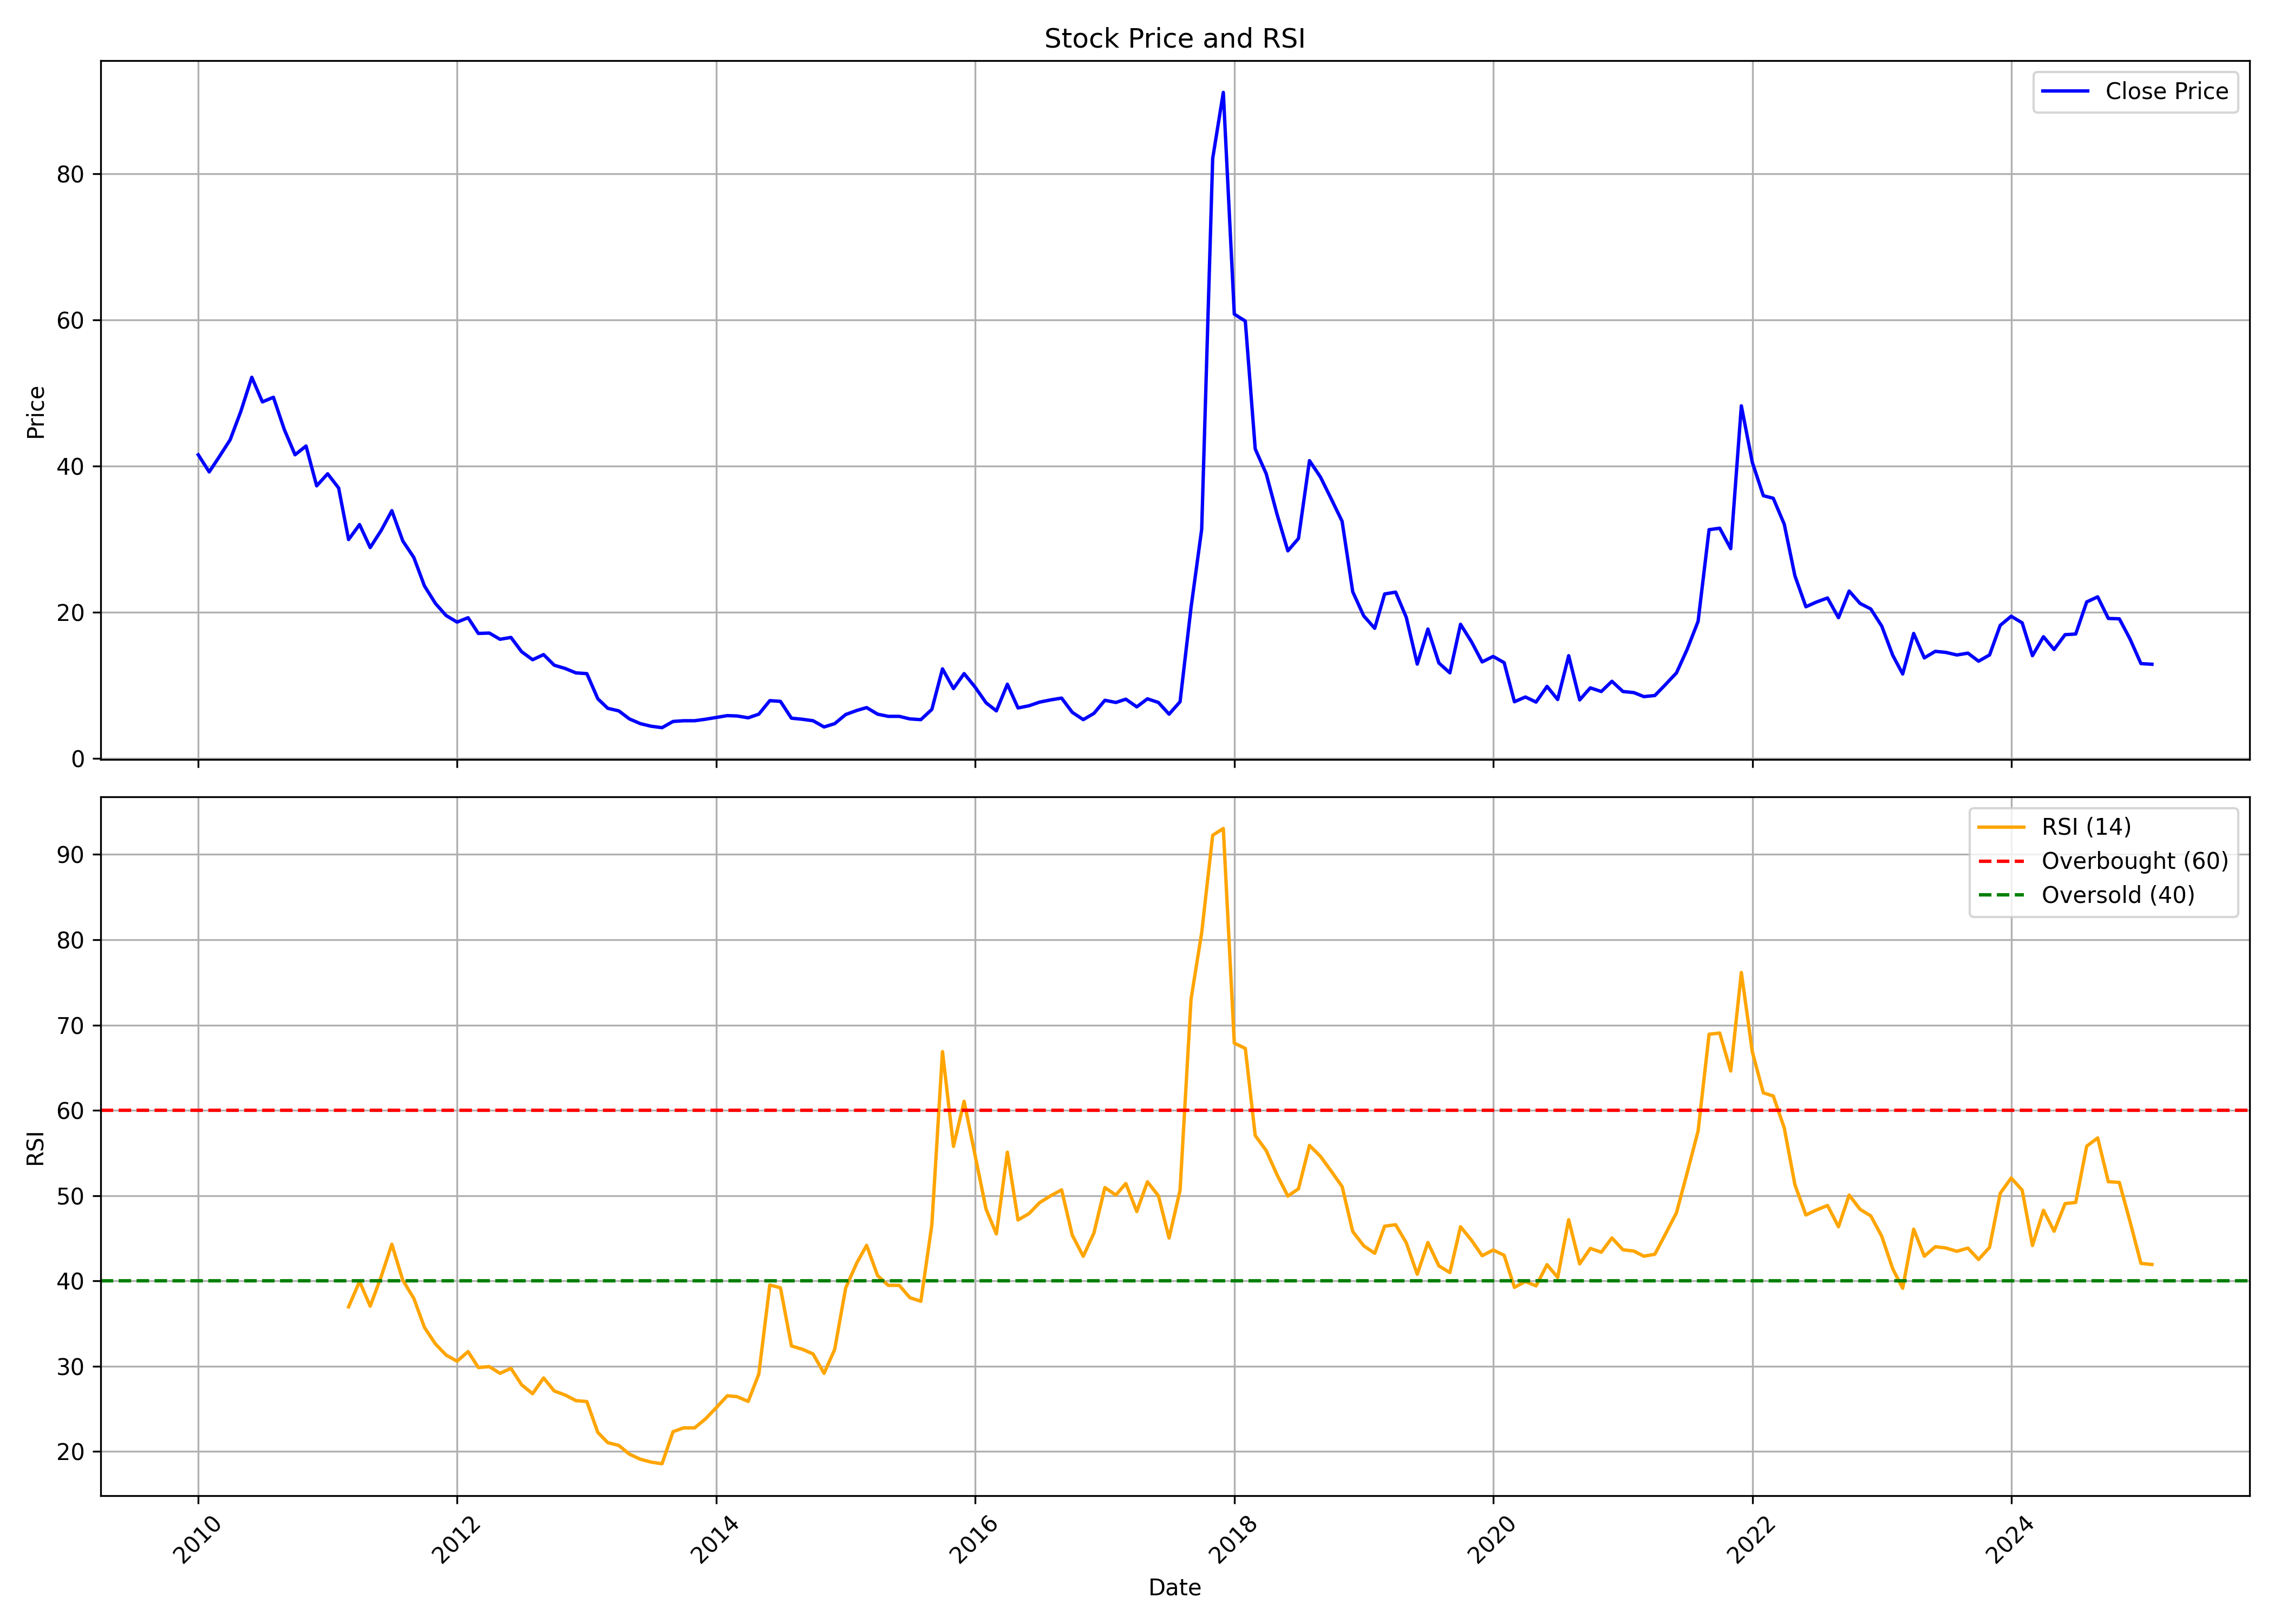 Stock Price and RSI
Close Price
Price
80
60
40
20
0
RSI (14)
Overbought (60)
Oversold (40)
RSI
90
80
70
60
50
40
30
20
2010
2012
2014
2016
2018
2020
2022
2024
Date